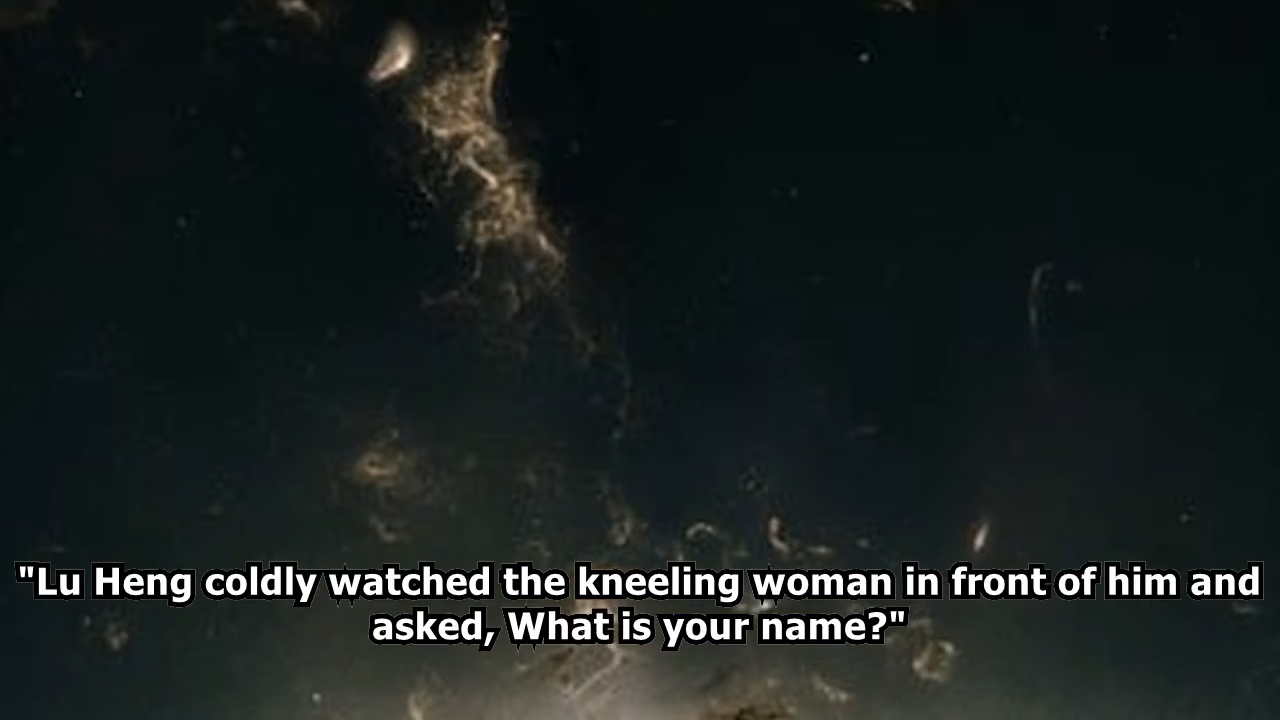 "Lu Heng coldly watched the kneeling woman in front of him and
asked, What is your name?"